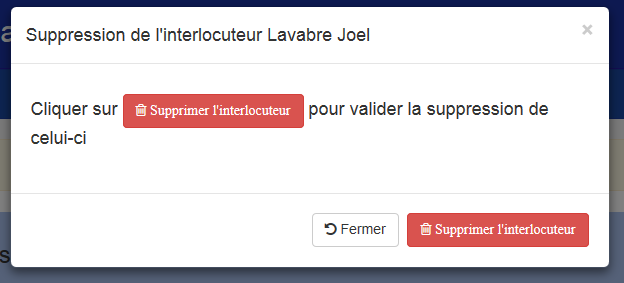 Suppression de l'interlocuteur Lavabre Joel ×
Cliquer sur Supprimer l'interlocuteur pour valider la suppression de
celui-ci
Fermer Supprimer l'interlocuteur